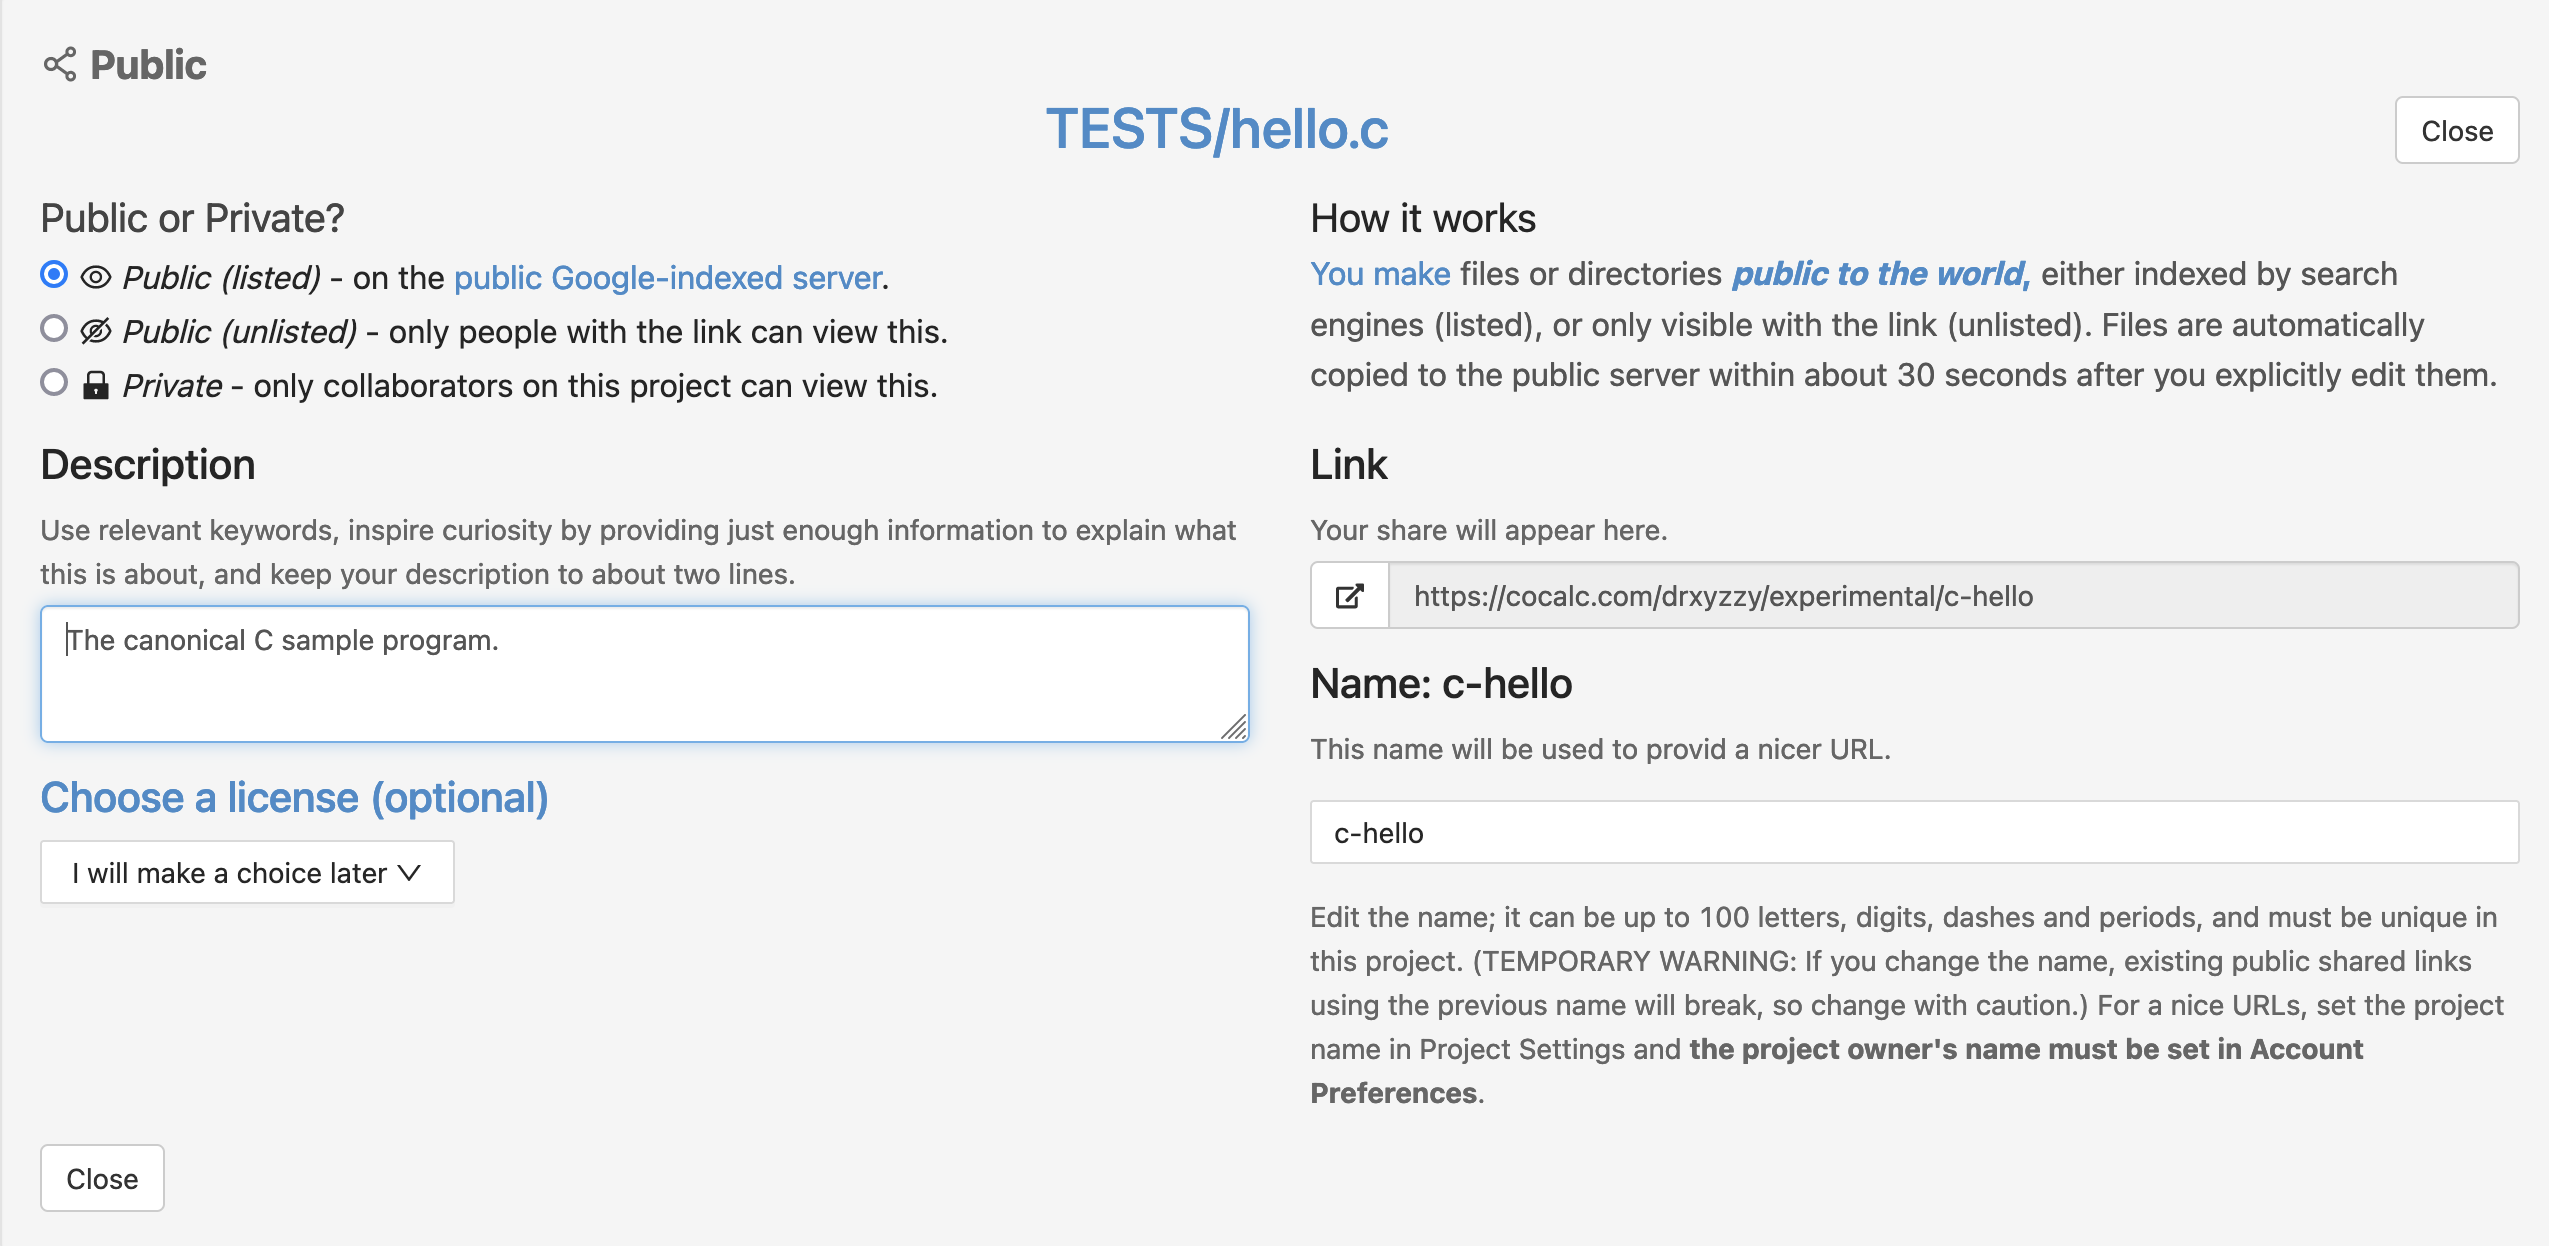 Public
TESTS/hello.c
Close
Public or Private?
Public (listed) - on the public Google-indexed server.
Public (unlisted) - only people with the link can view this.
Private - only collaborators on this project can view this.
Description
Use relevant keywords, inspire curiosity by providing just enough information to explain what
this is about, and keep your description to about two lines.
The canonical C sample program.
Choose a license (optional)
I will make a choice later
How it works
You make files or directories public to the world, either indexed by search
engines (listed), or only visible with the link (unlisted). Files are automatically
copied to the public server within about 30 seconds after you explicitly edit them.
Link
Your share will appear here.
https://cocalc.com/drxyzzy/experimental/c-hello
Name: c-hello
This name will be used to provid a nicer URL.
c-hello
Edit the name; it can be up to 100 letters, digits, dashes and periods, and must be unique in
this project. (TEMPORARY WARNING: If you change the name, existing public shared links
using the previous name will break, so change with caution.) For a nice URLs, set the project
name in Project Settings and the project owner's name must be set in Account
Preferences.
Close